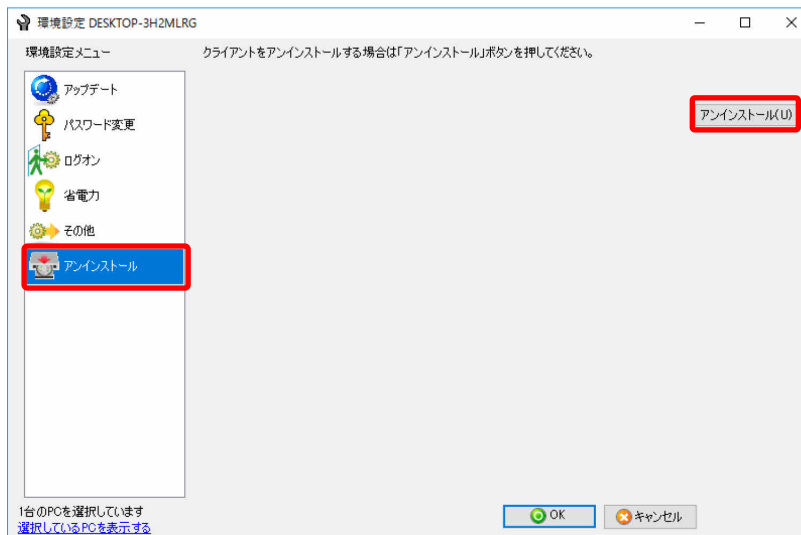 環境設定 DESKTOP-3H2MLRG
環境設定メニュー
クライアントをアンインストールする場合は「アンインストール」ボタンを押してください。
アップデート
パスワード変更
ログオン
省電力
その他
アンインストール
アンインストール(U)
1台のPCを選択しています
選択しているPCを表示する
OK
キャンセル